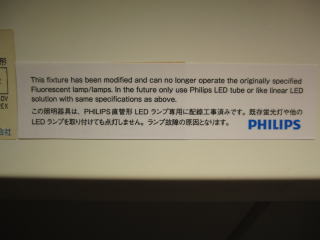 形
This fixture has been modified and can no longer operate the originally specified
Fluorescent lamp/lamps. In the future only use Philips LED tube or like linear LED
solution with same specifications as above.
この照明器具は、PHILIPS直管形LEDランプ専用に配線工事済みです。既存蛍光灯や他の
LEDランプを取り付けても点灯しません。ランプ故障の原因となります。
PHILIPS
会社